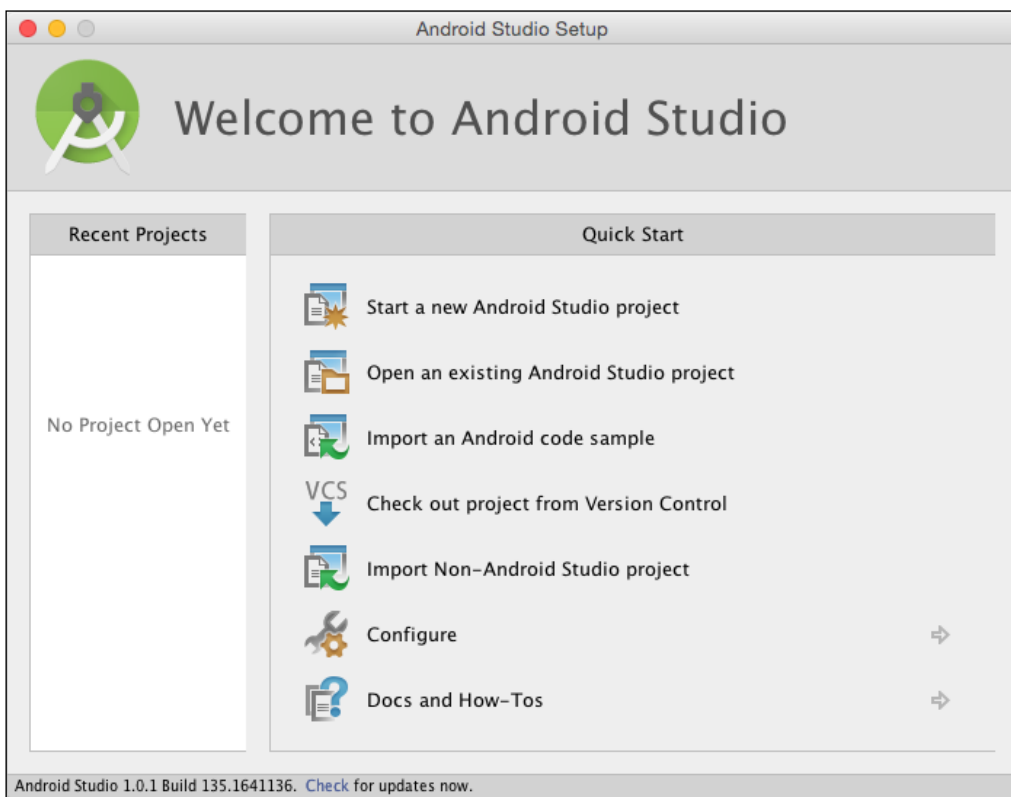 Android Studio Setup
Welcome to Android Studio
Recent Projects
No Project Open Yet
Quick Start
Start a new Android Studio project
Open an existing Android Studio project
Import an Android code sample
VCS
Check out project from Version Control
Import Non-Android Studio project
Configure
Docs and How-Tos
Android Studio 1.0.1 Build 135.1641136. Check for updates now.